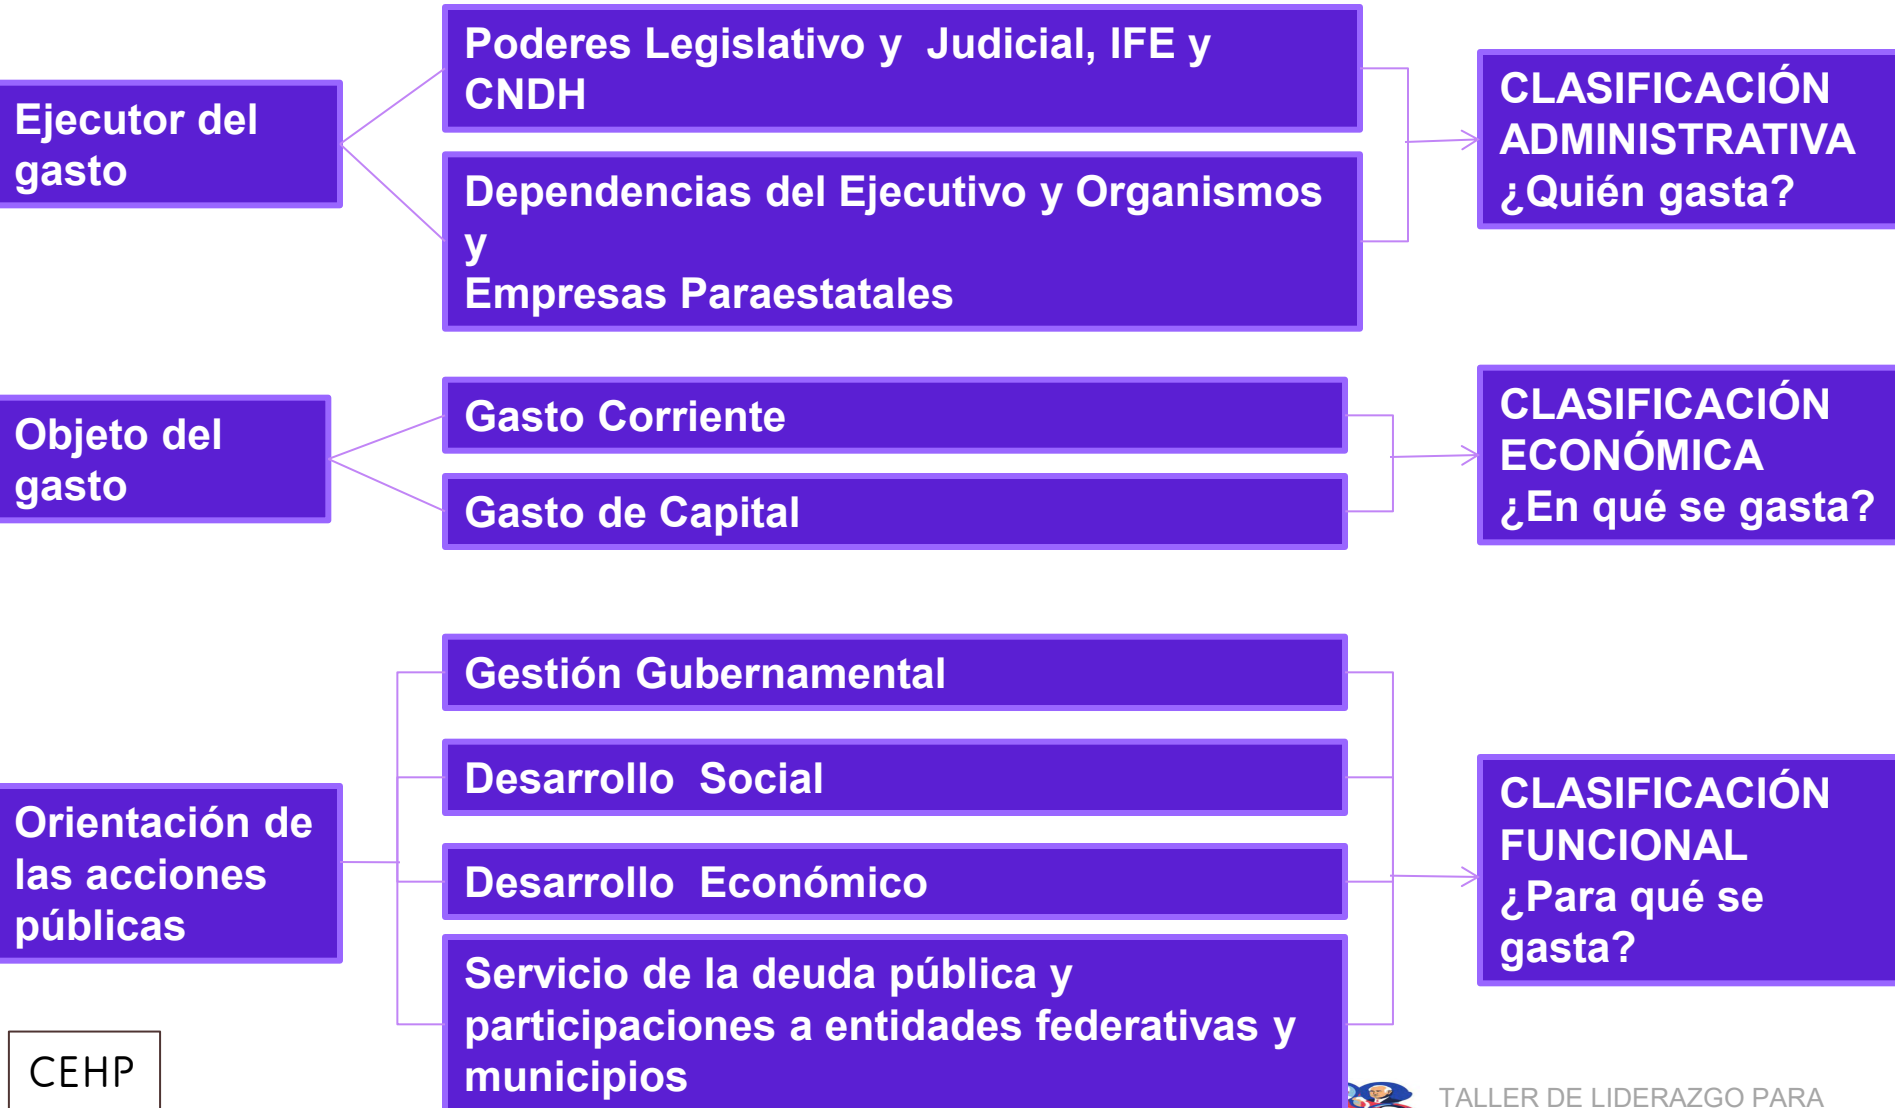 Ejecutor del
gasto
Poderes Legislativo y  Judicial, IFE y
CNDH
Dependencias del Ejecutivo y Organismos
y
Empresas Paraestatales
CLASIFICACIÓN
ADMINISTRATIVA
¿Quién gasta?
Objeto del
gasto
Gasto Corriente
Gasto de Capital
CLASIFICACIÓN
ECONÓMICA
¿En qué se gasta?
Orientación de
las acciones
públicas
Gestión Gubernamental
Desarrollo  Social
Desarrollo  Económico
Servicio de la deuda pública y
participaciones a entidades federativas y
municipios
CLASIFICACIÓN
FUNCIONAL
¿Para qué se
gasta?
CEHP
TALLER DE LIDERAZGO PARA